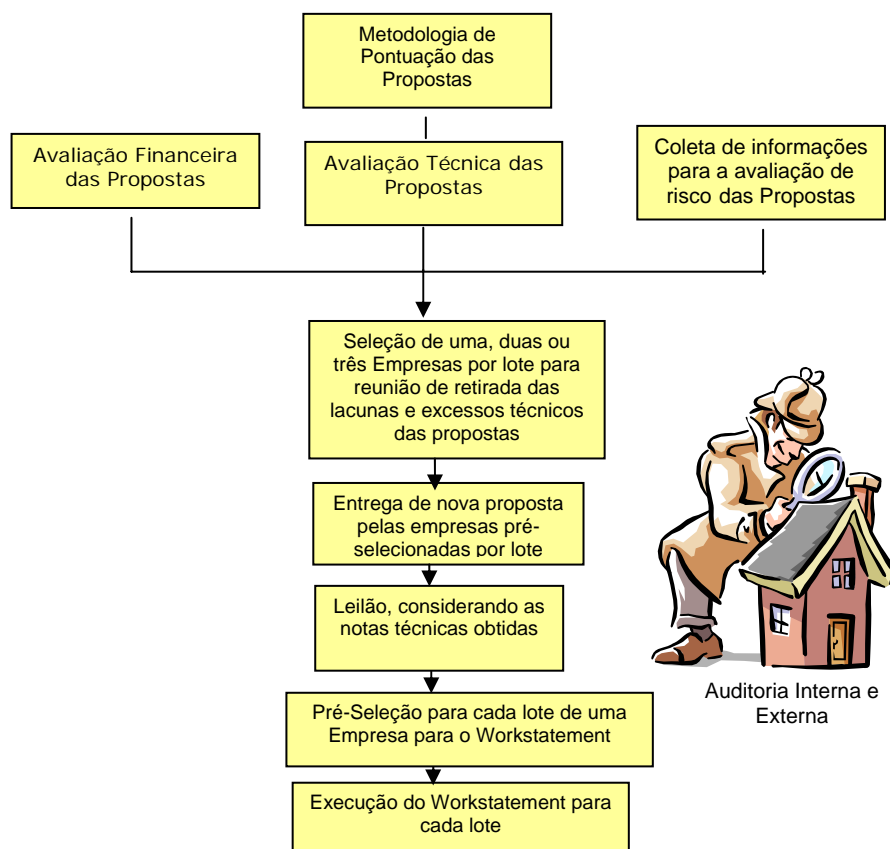 Metodologia de
Pontuação das
Propostas
Avaliação Financeira
das Propostas
Avaliação Técnica das
Propostas
Coleta de informações
para a avaliação de
risco das Propostas
Seleção de uma, duas ou
três Empresas por lote para
reunião de retirada das
lacunas e excessos técnicos
das propostas
Entrega de nova proposta
pelas empresas pré-
selecionadas por lote
Leilão, considerando as
notas técnicas obtidas
Auditoria Interna e
Externa
Pré-Seleção para cada lote de uma
Empresa para o Workstatement
Execução do Workstatement para
cada lote